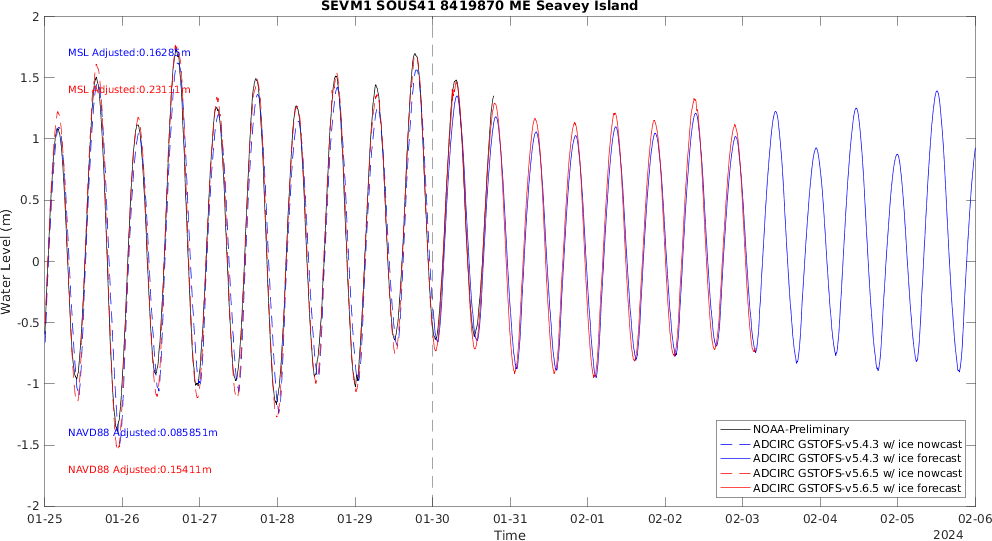 SEVM1 SOUS41 8419870 ME Seavey Island
2
1.5
1
0.5
0
-0.5
-1
-1.5
-2
Water Level (m)
MSL Adjusted:0.1628 m
MSL Adjusted:0.23111m
NAVD88 Adjusted:0.085851m
NAVD88 Adjusted:0.15411m
NOAA-Preliminary
ADCIRC GSTOFS-v5.4.3 w/ ice nowcast
ADCIRC GSTOFS-v5.4.3 w/ ice forecast
ADCIRC GSTOFS-v5.6.5 w/ ice nowcast
ADCIRC GSTOFS-v5.6.5 w/ ice forecast
01-25 01-26 01-27 01-28 01-29 01-30 01-31 02-01 02-02 02-03 02-04 02-05 02-06
Time
2024